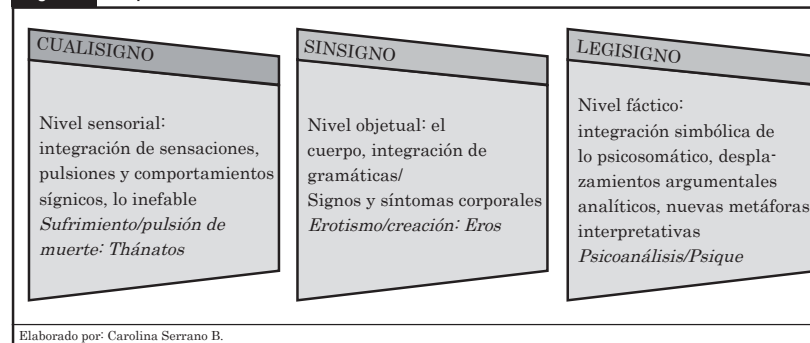 CUALISIGNO
Nivel sensorial:
integración de sensaciones,
pulsiones y comportamientos
sígnicos, lo inefable
Sufrimiento/pulsión de
muerte: Thánatos
SINSIGNO
Nivel objetual: el
cuerpo, integración de
gramáticas/
Signos y síntomas corporales
Erotismo/creación: Eros
LEGISIGNO
Nivel fáctico:
integración simbólica de
lo psicosomático, despla-
zamientos argumentales
analíticos, nuevas metáforas
interpretativas
Psicoanálisis/Psique
Elaborado por: Carolina Serrano B.